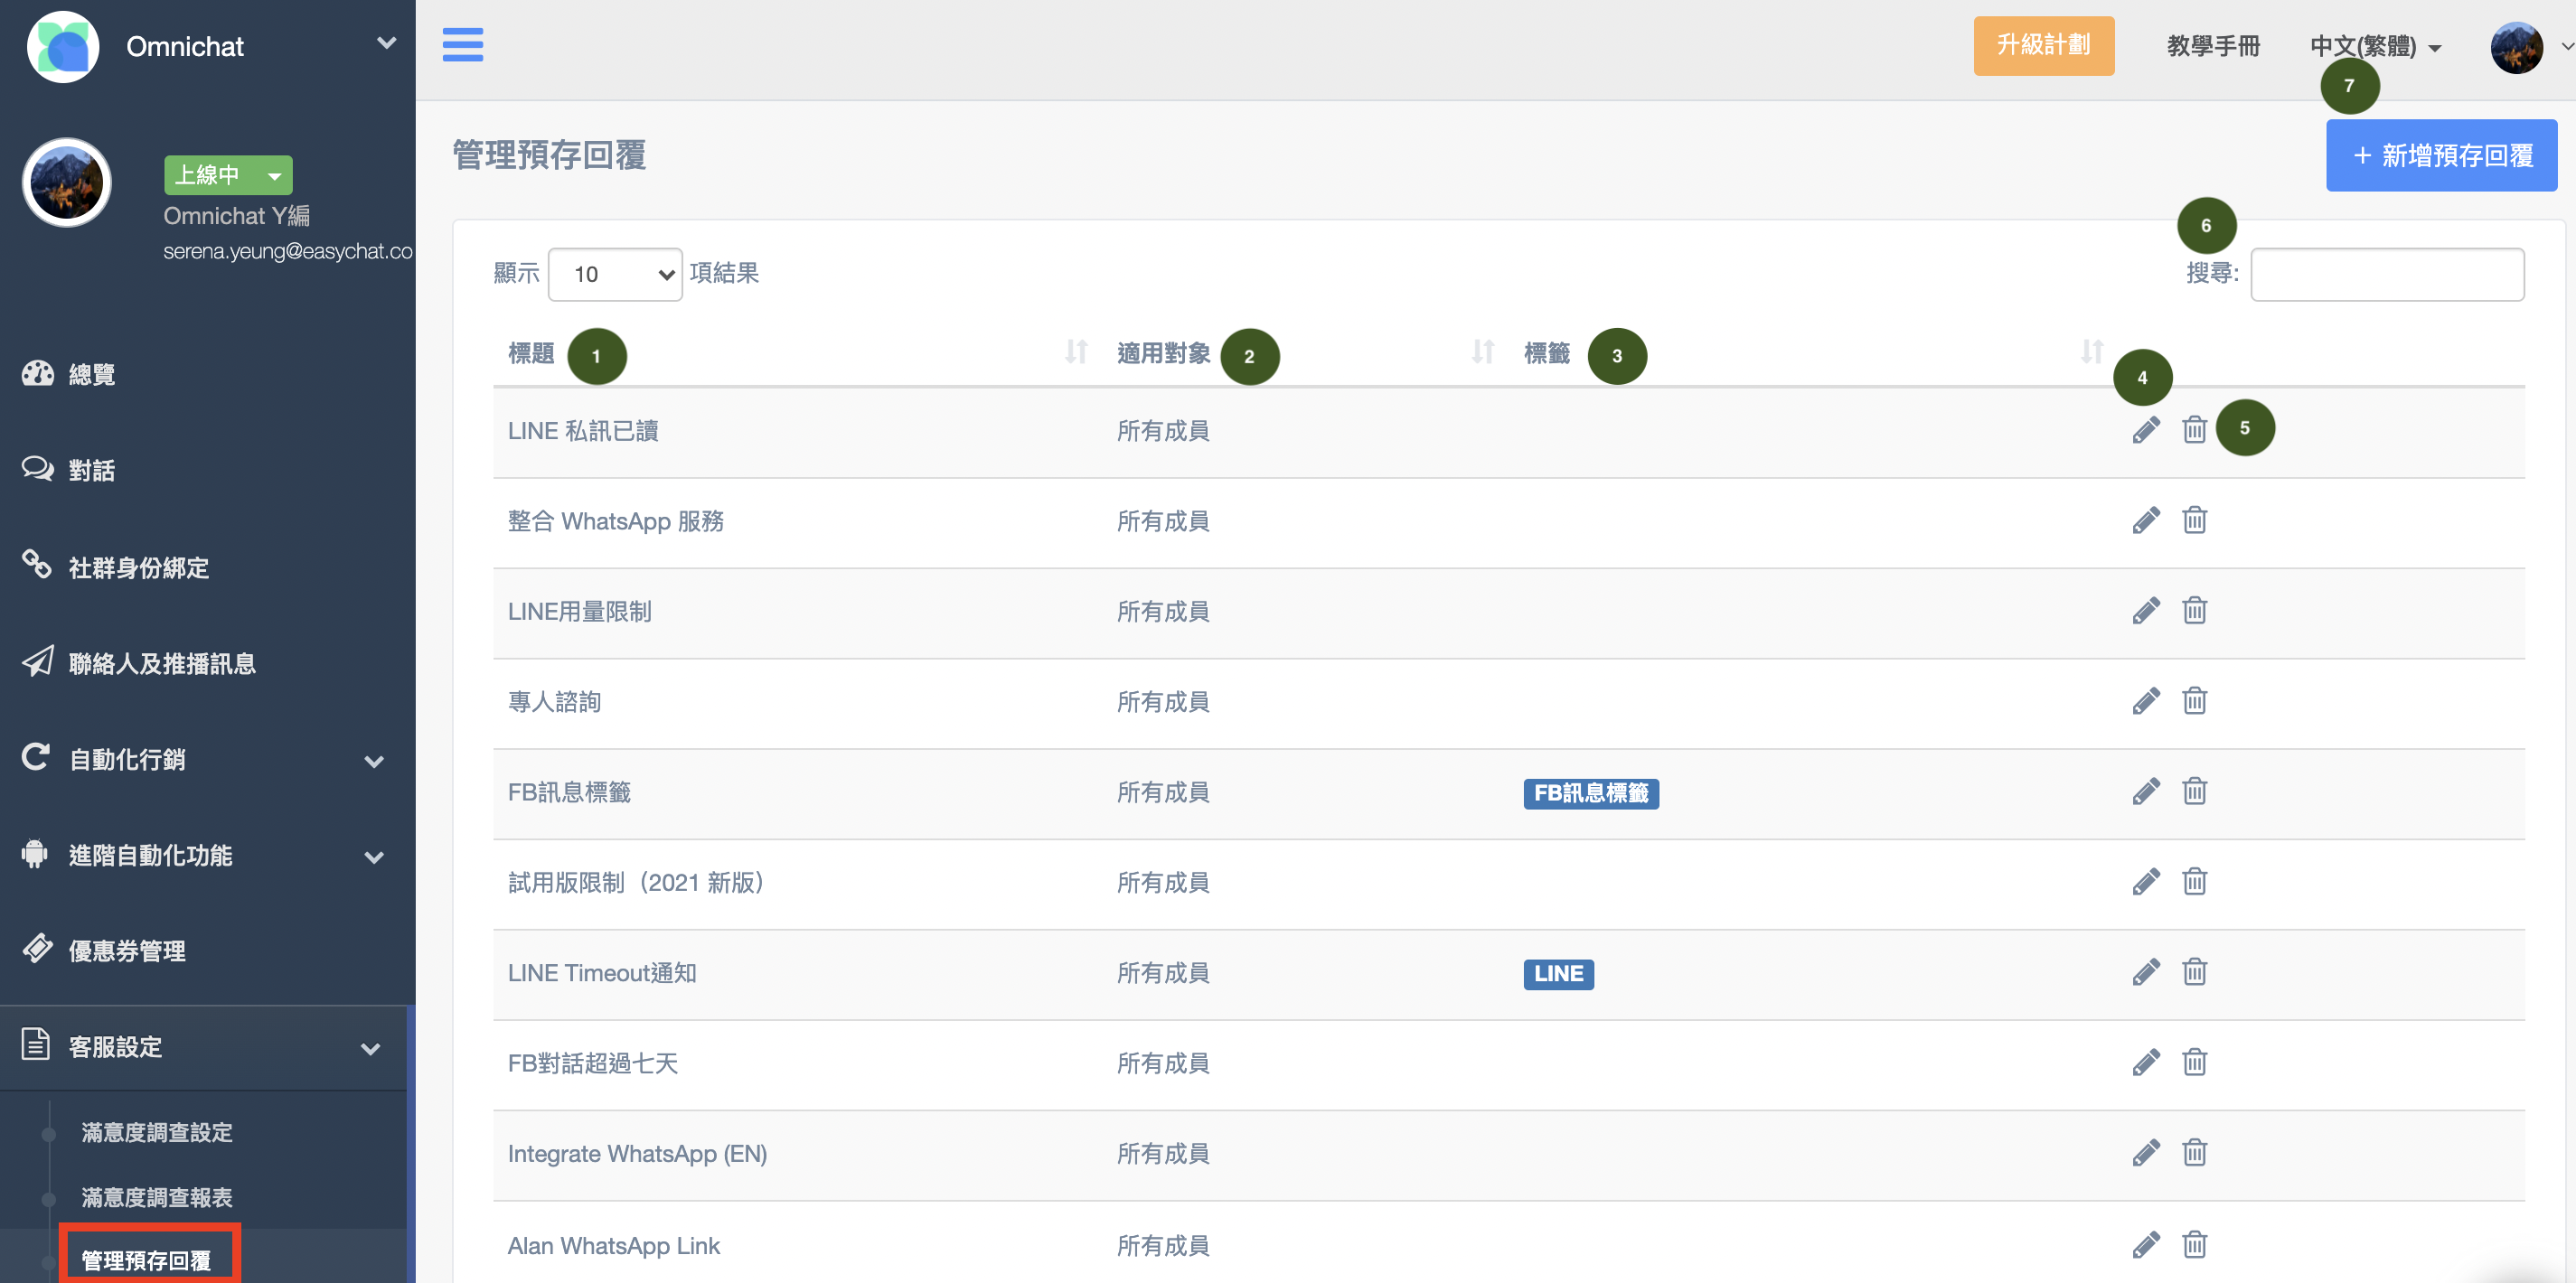 Omnichat
上線中
Omnichat Y編
serena.yeung@easychat.co
總覽
對話
社群身份綁定
聯絡人及推播訊息
自動化行銷
進階自動化功能
優惠券管理
客服設定
滿意度調查設定
滿意度調查報表
管理預存回覆
升級計劃 教學手冊 中文(繁體)
7
管理預存回覆
+ 新增預存回覆
6
顯示 10 項結果 搜尋:
標題 1 適用對象 2 標籤 3
4
LINE 私訊已讀 所有成員 5
整合 WhatsApp 服務 所有成員
LINE用量限制 所有成員
專人諮詢 所有成員
FB訊息標籤 所有成員 FB訊息標籤
試用版限制（2021 新版） 所有成員
LINE Timeout通知 所有成員 LINE
FB對話超過七天 所有成員
Integrate WhatsApp (EN) 所有成員
Alan WhatsApp Link 所有成員